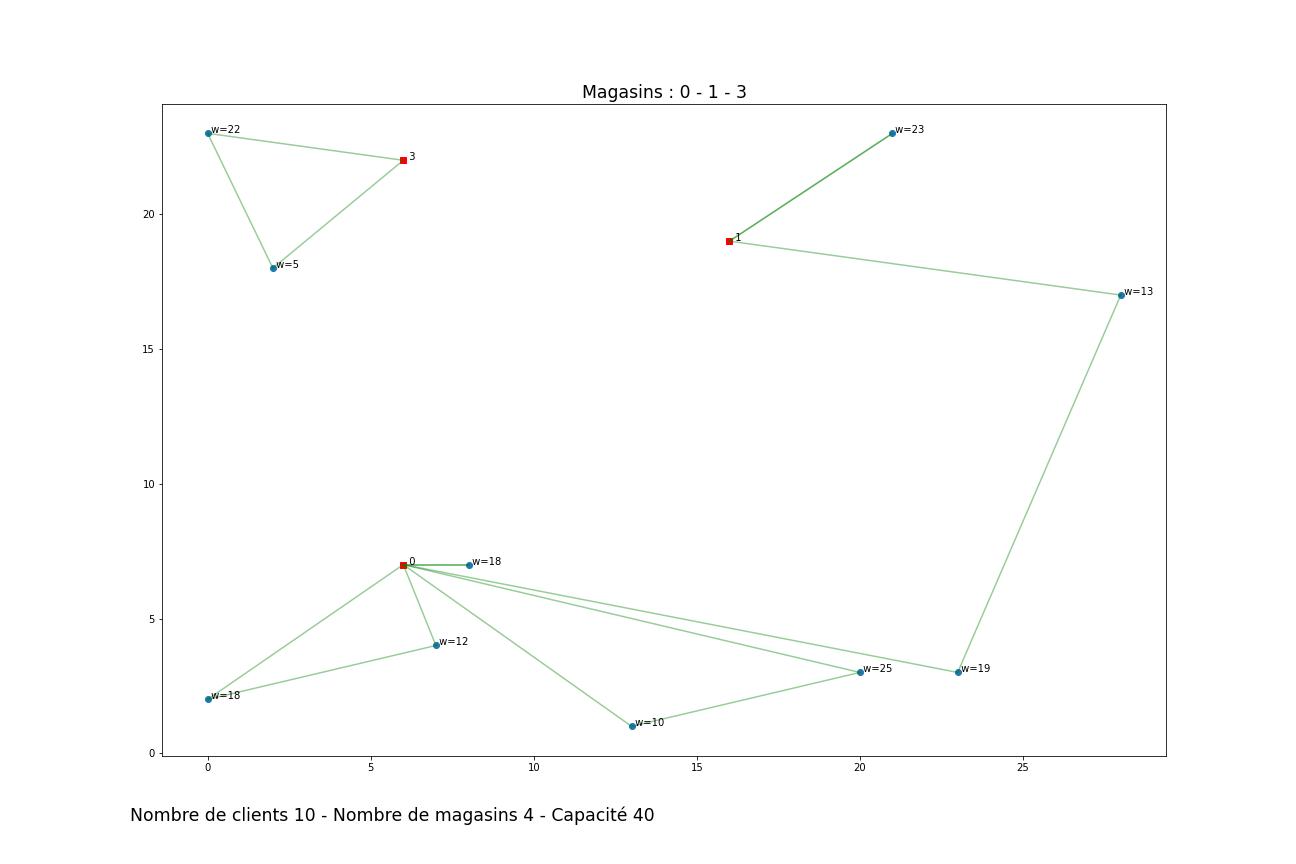 Magasins : 0 - 1 - 3
w=22
w=23
3
20
1
w=5
w=13
15
10
0
w=18
5
w=12
w=25
w=19
w=18
w=10
0
0
5
10
15
20
25
Nombre de clients 10 - Nombre de magasins 4 - Capacité 40